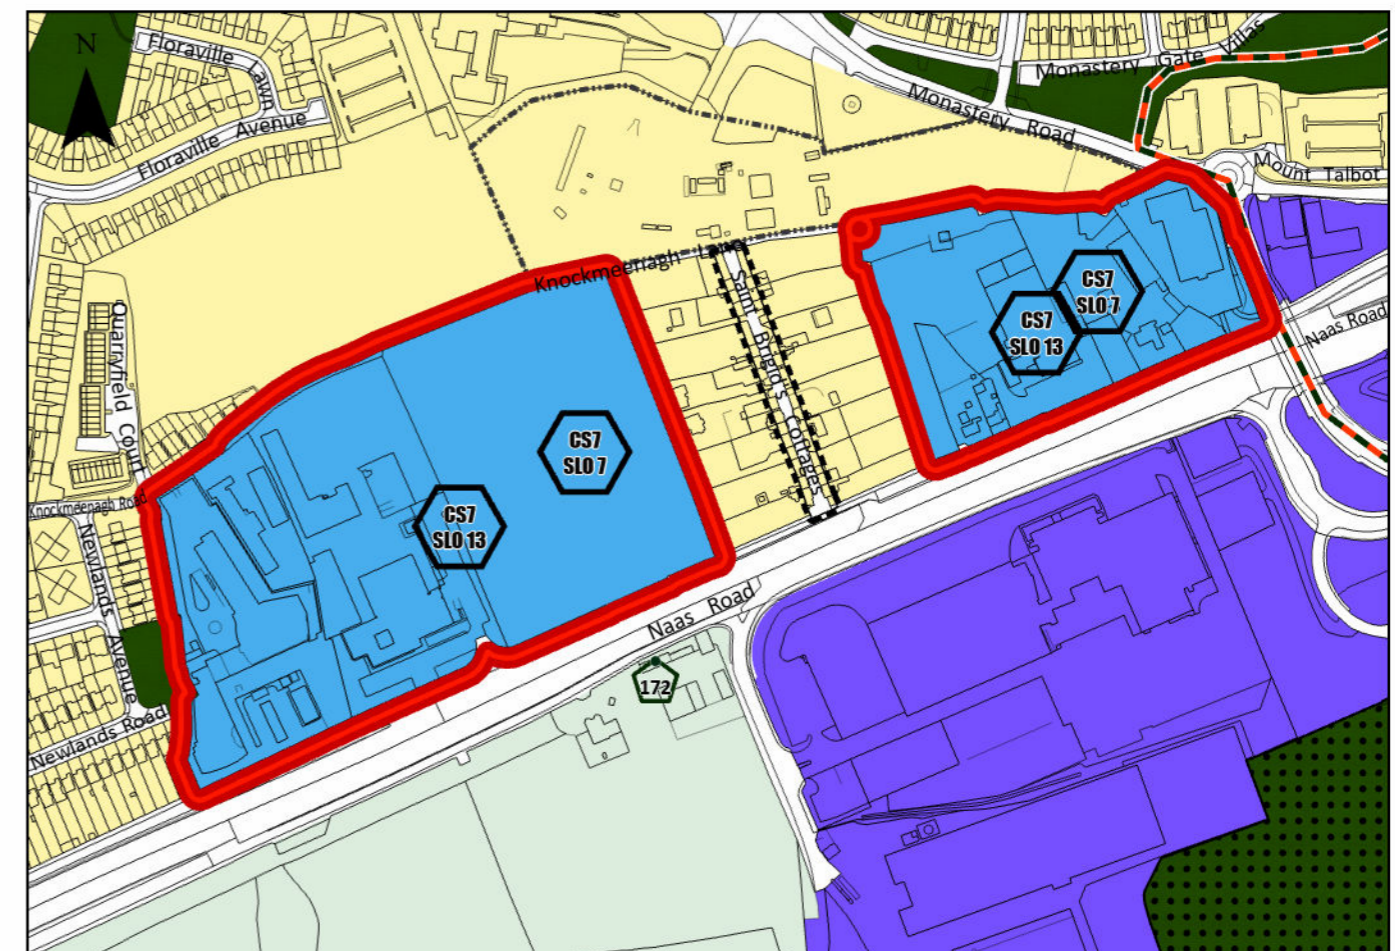 N
Floraville Lawn
Floraville Avenue
Monastery Gate Villas
Monastery Road
Mount Talbot
Knockmeenagh Lane
Saint Brigid's Cottages
CS7
SLO 7
CS7
SLO 13
Naas Road
Quarryfield Court
CS7
SLO 7
CS7
SLO 13
Knockmeenagh Road
Newlands Avenue
Naas Road
172
Newlands Road